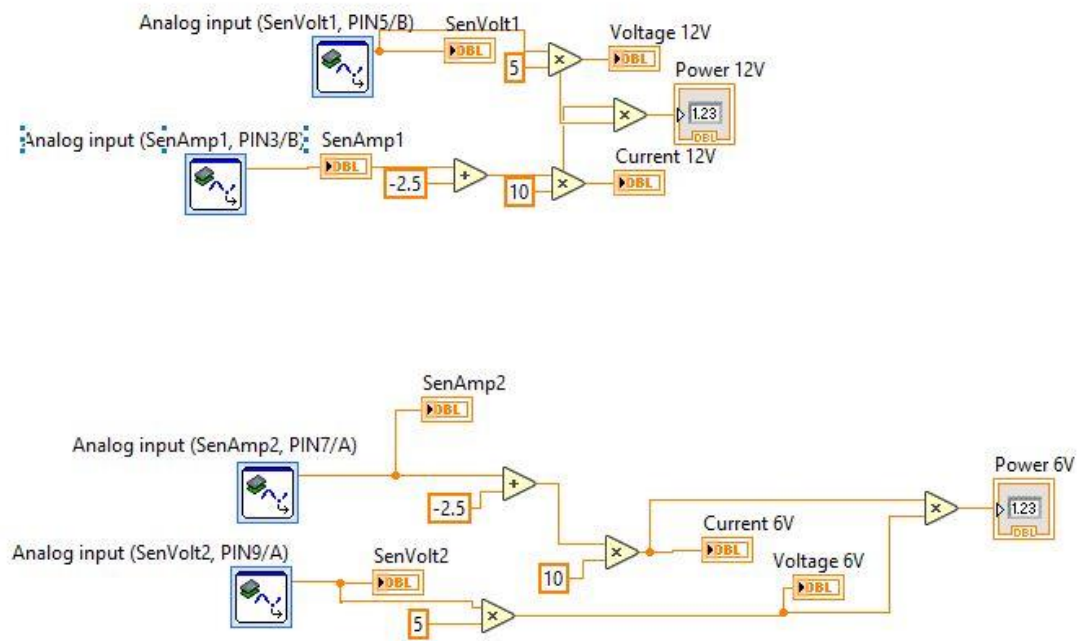 Analog input (SenVolt1, PIN5/B)
SenVolt1
DBL
5
×
Voltage 12V
DBL
Power 12V
1.23
DBL
×
Analog input (SenAmp1, PIN3/B)
SenAmp1
DBL
-2.5
+
10
×
Current 12V
DBL
SenAmp2
DBL
Analog input (SenAmp2, PIN7/A)
-2.5
+
Power 6V
1.23
DBL
×
Analog input (SenVolt2, PIN9/A)
SenVolt2
DBL
10
×
Current 6V
DBL
Voltage 6V
DBL
5
×